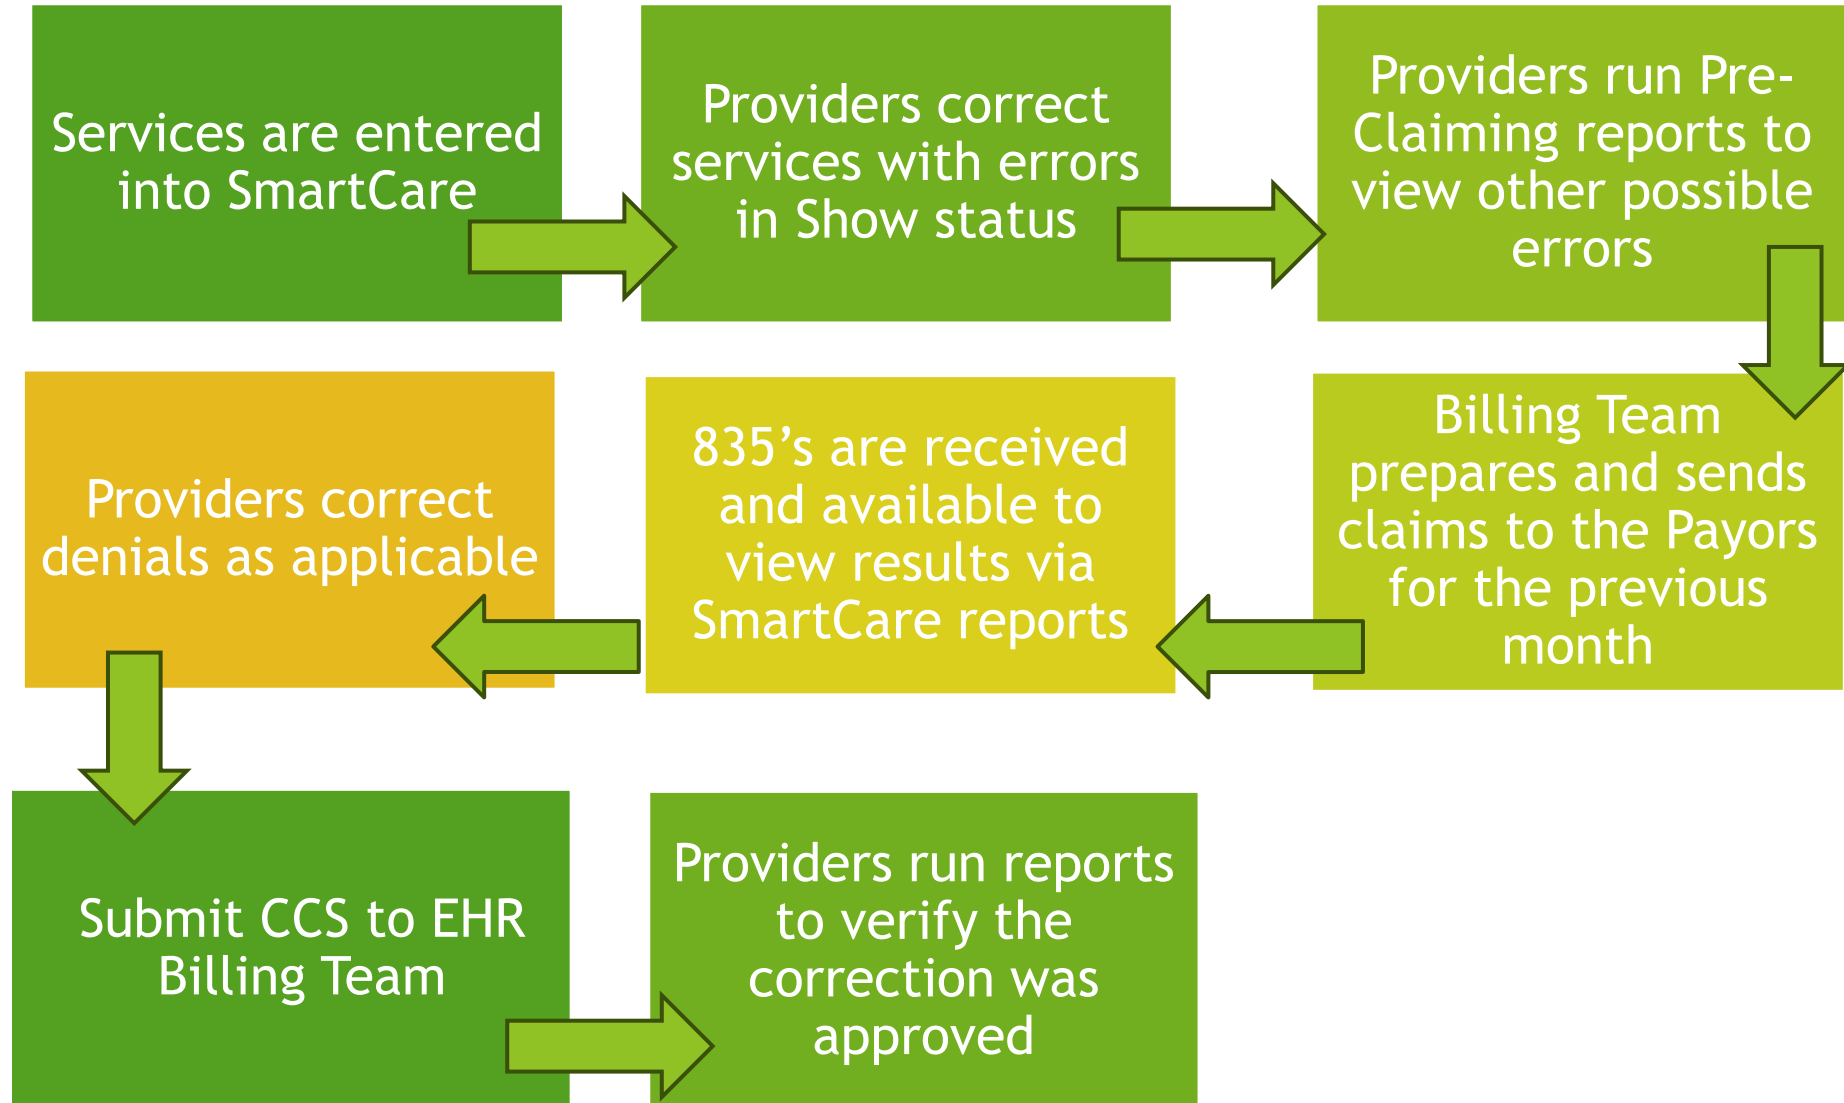 Services are entered
into SmartCare
Providers correct
services with errors
in Show status
Providers run Pre-
Claiming reports to
view other possible
errors
Billing Team
prepares and sends
claims to the Payors
for the previous
month
835’s are received
and available to
view results via
SmartCare reports
Providers correct
denials as applicable
Submit CCS to EHR
Billing Team
Providers run reports
to verify the
correction was
approved